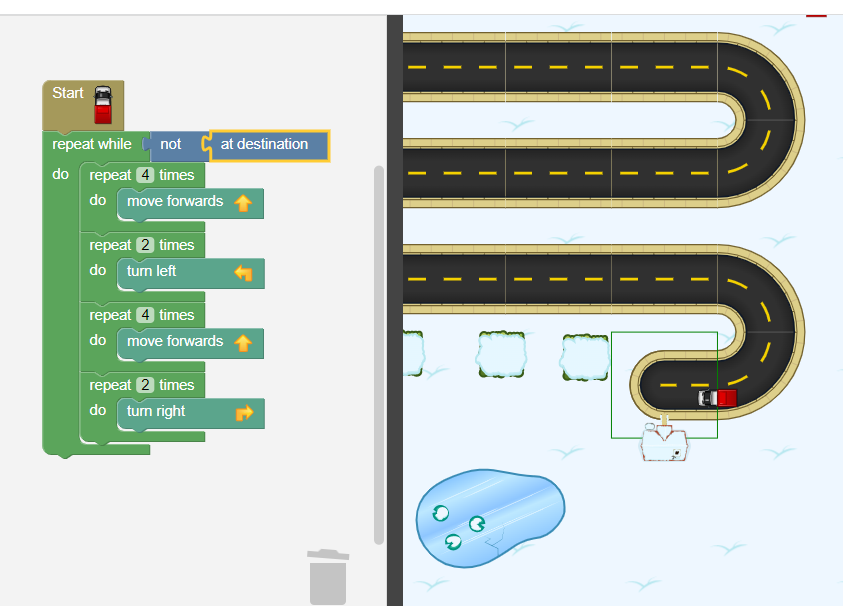 Start
repeat while not at destination
do repeat 4 times
do move forwards
repeat 2 times
do turn left
repeat 4 times
do move forwards
repeat 2 times
do turn right